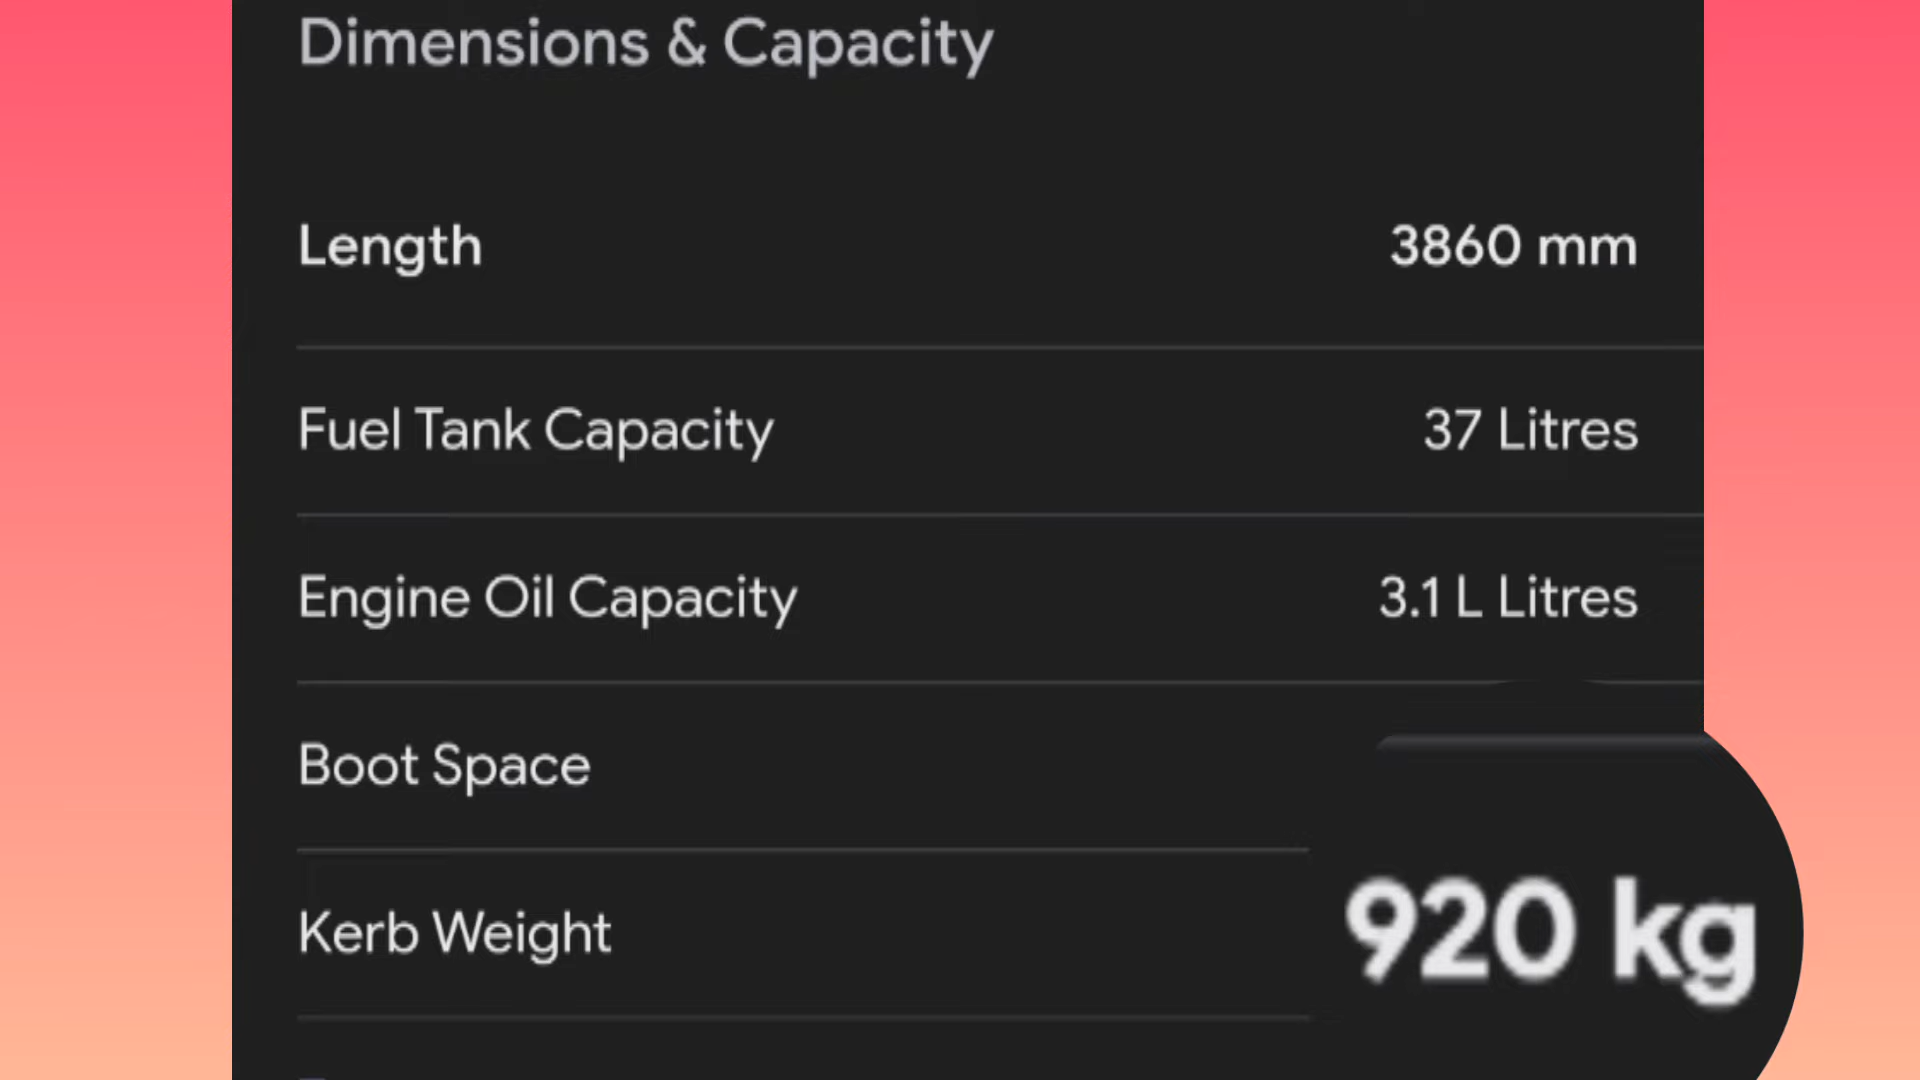 Dimensions & Capacity
Length 3860 mm
Fuel Tank Capacity 37 Litres
Engine Oil Capacity 3.1 L Litres
Boot Space
Kerb Weight 920 kg